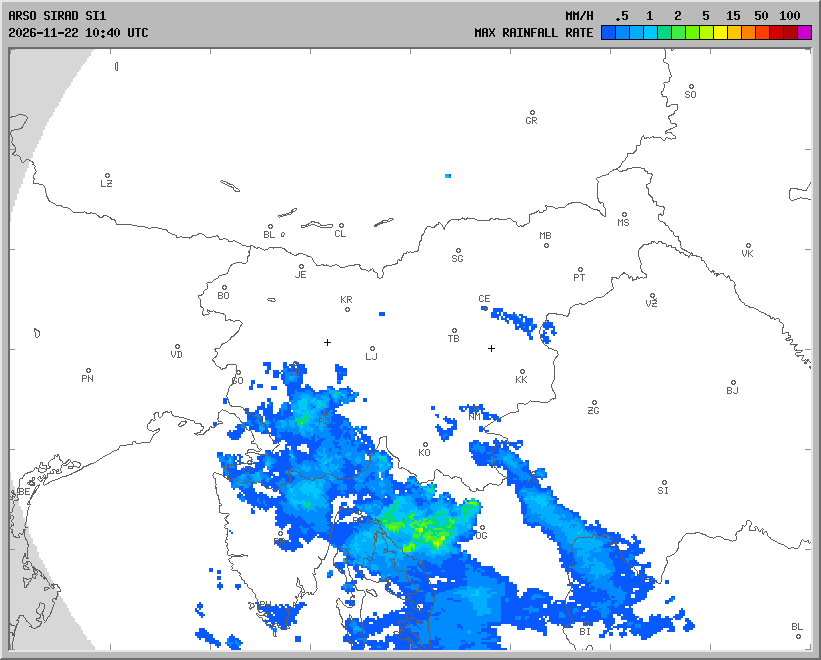 ARSO SIRAD SI1
2026-11-22 10:40 UTC
MM/H .5 1 2 5 15 50 100
MAX RAINFALL RATE
SO
GR
LZ
MS
BL
CL
MB
VK
SG
JE
PT
BO
KR
CE
VZ
TB
VD
LJ
PN
GO
KK
BJ
ZG
NM
KO
SI
BE
OG
PU
BI
BL